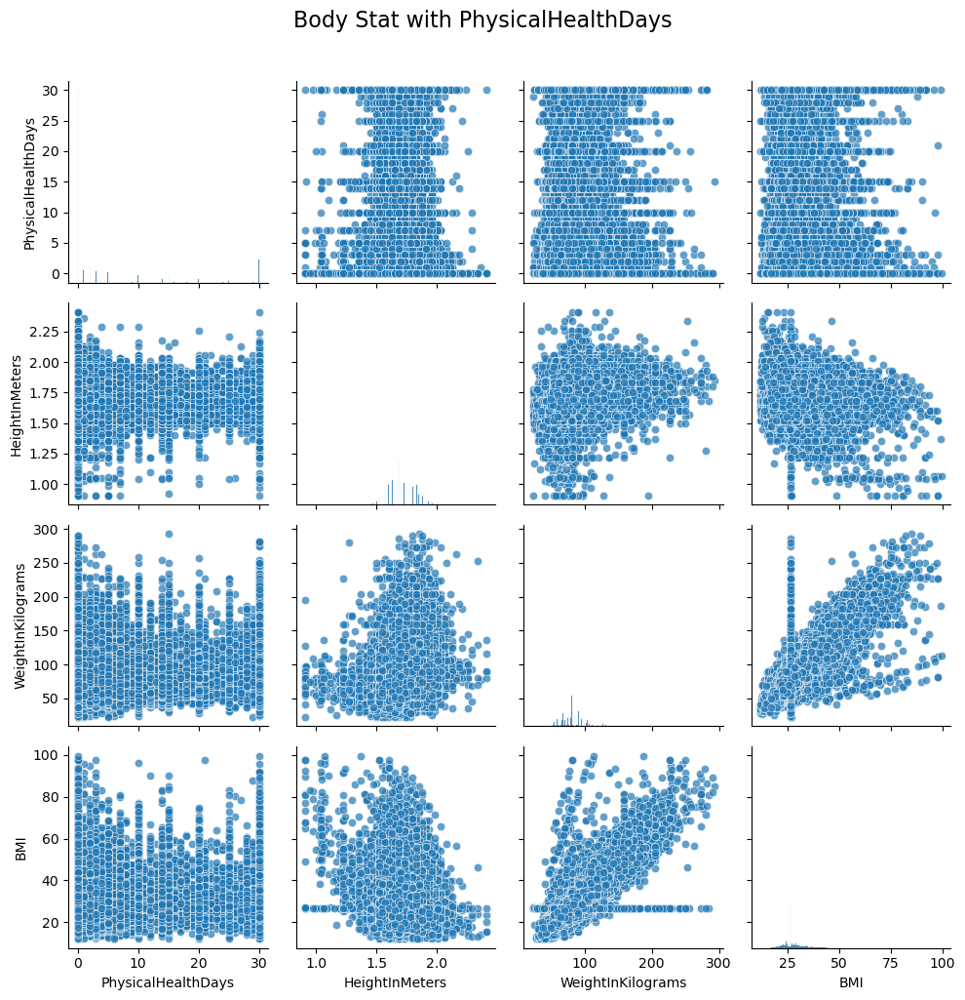 Body Stat with PhysicalHealthDays
PhysicalHealthDays
30
25
20
15
10
5
0
HeightInMeters
2.25
2.00
1.75
1.50
1.25
1.00
WeightInKilograms
300
250
200
150
100
50
BMI
100
80
60
40
20
0 10 20 30
1.0 1.5 2.0
100 200 300
25 50 75 100
PhysicalHealthDays
HeightInMeters
WeightInKilograms
BMI